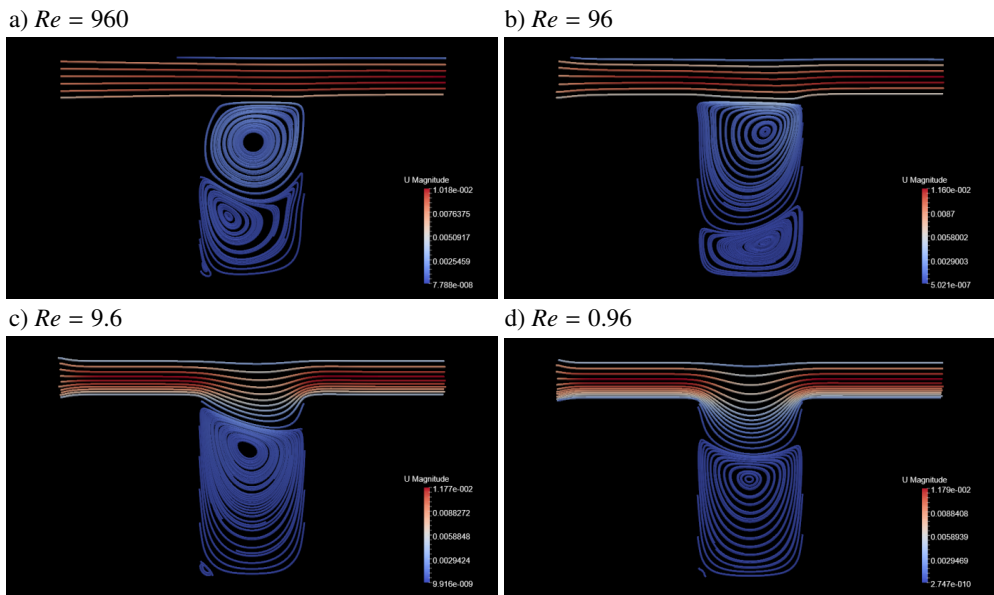 a) Re = 960
U Magnitude
1.018e-002
0.0076375
0.0050917
0.0025459
7.788e-008
b) Re = 96
U Magnitude
1.160e-002
0.0087
0.0058002
0.0029003
5.021e-007
c) Re = 9.6
U Magnitude
1.177e-002
0.0088272
0.0058848
0.0029424
9.916e-009
d) Re = 0.96
U Magnitude
1.179e-002
0.0088408
0.0058939
0.0029469
2.747e-010